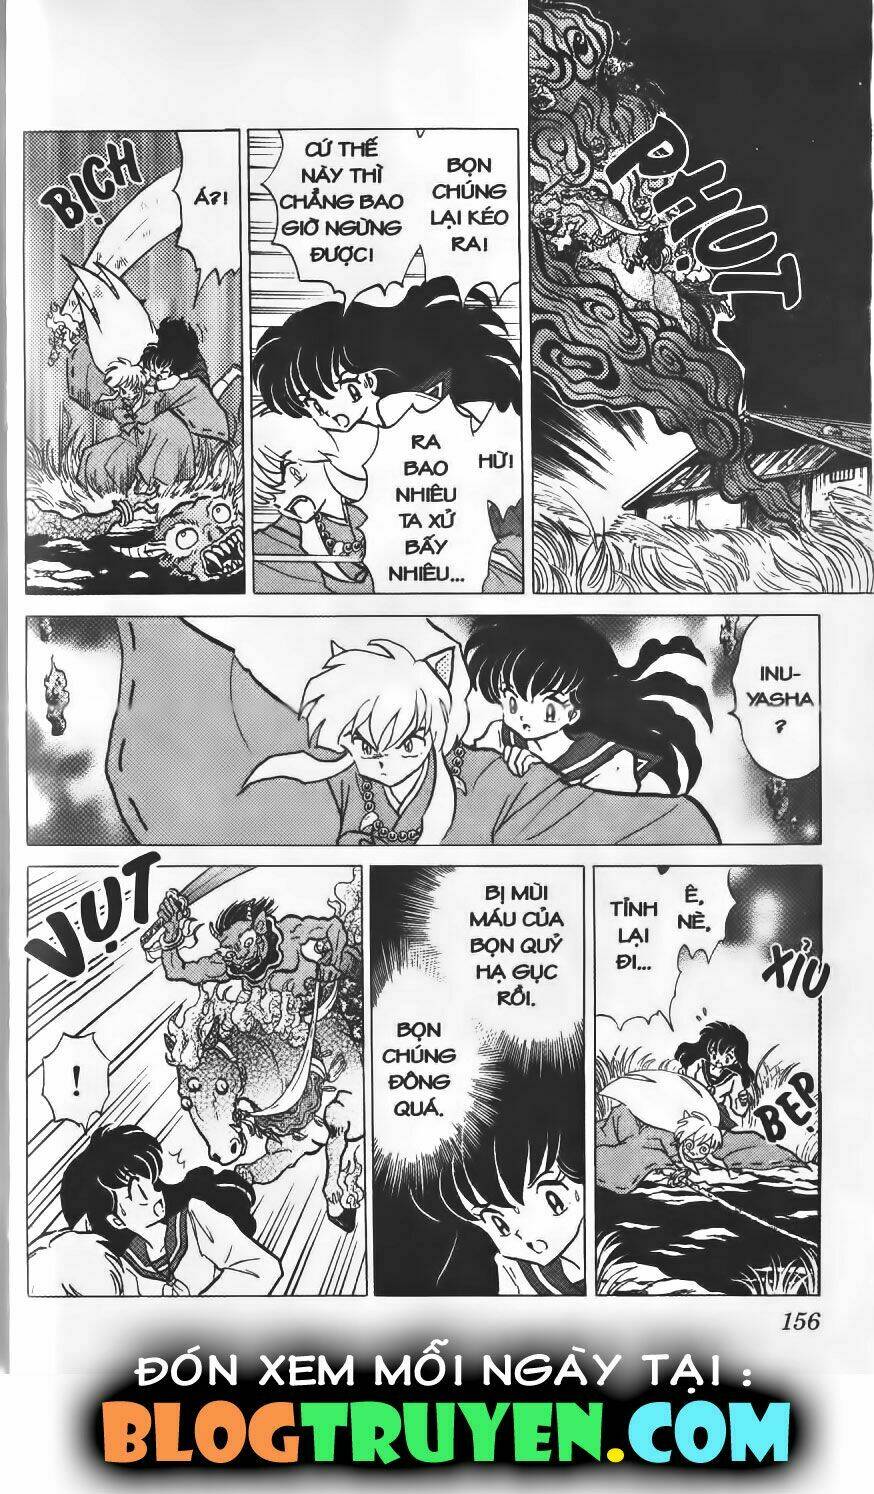 PHỤT
BỌN
CHÚNG
LẠI KÉO
RA!
CỨ THẾ
NÀY THÌ
CHẲNG BAO
GIỜ NGỪNG
ĐƯỢC!
HỪ!
RA
BAO
NHIÊU
TA XỬ
BẤY
NHIÊU...
Á?!
BỊCH
INU-
YASHA
?
Ê,
NÈ,
TỈNH
LẠI
ĐI...
XỈU
BẸP
BỊ MÙI
MÁU CỦA
BỌN QUỶ
HẠ GỤC
RỒI.
BỌN
CHÚNG
ĐÔNG
QUÁ.
VỤT
!
156
ĐÓN XEM MỖI NGÀY TẠI :
BLOGTRUYEN.COM